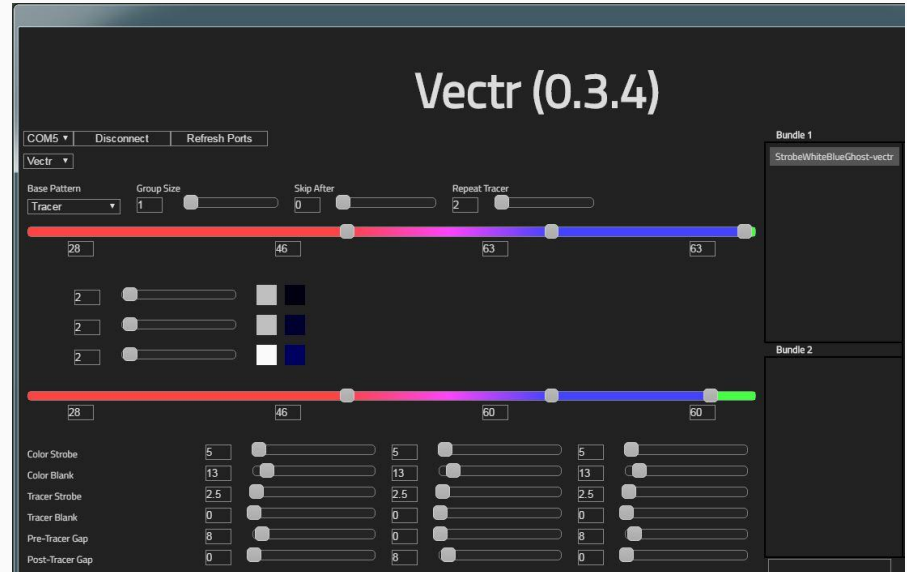 Vectr (0.3.4)
COM5 Disconnect Refresh Ports
Vectr
Base Pattern Group Size Skip After Repeat Tracer
Tracer 1 0 2
28 46 63 63
2
2
2
28 46 60 60
Color Strobe 5 5 5
Color Blank 13 13 13
Tracer Strobe 2.5 2.5 2.5
Tracer Blank 0 0 0
Pre-Tracer Gap 8 0 8
Post-Tracer Gap 0 8 0
Bundle 1
StrobeWhiteBlueGhost-vectr
Bundle 2